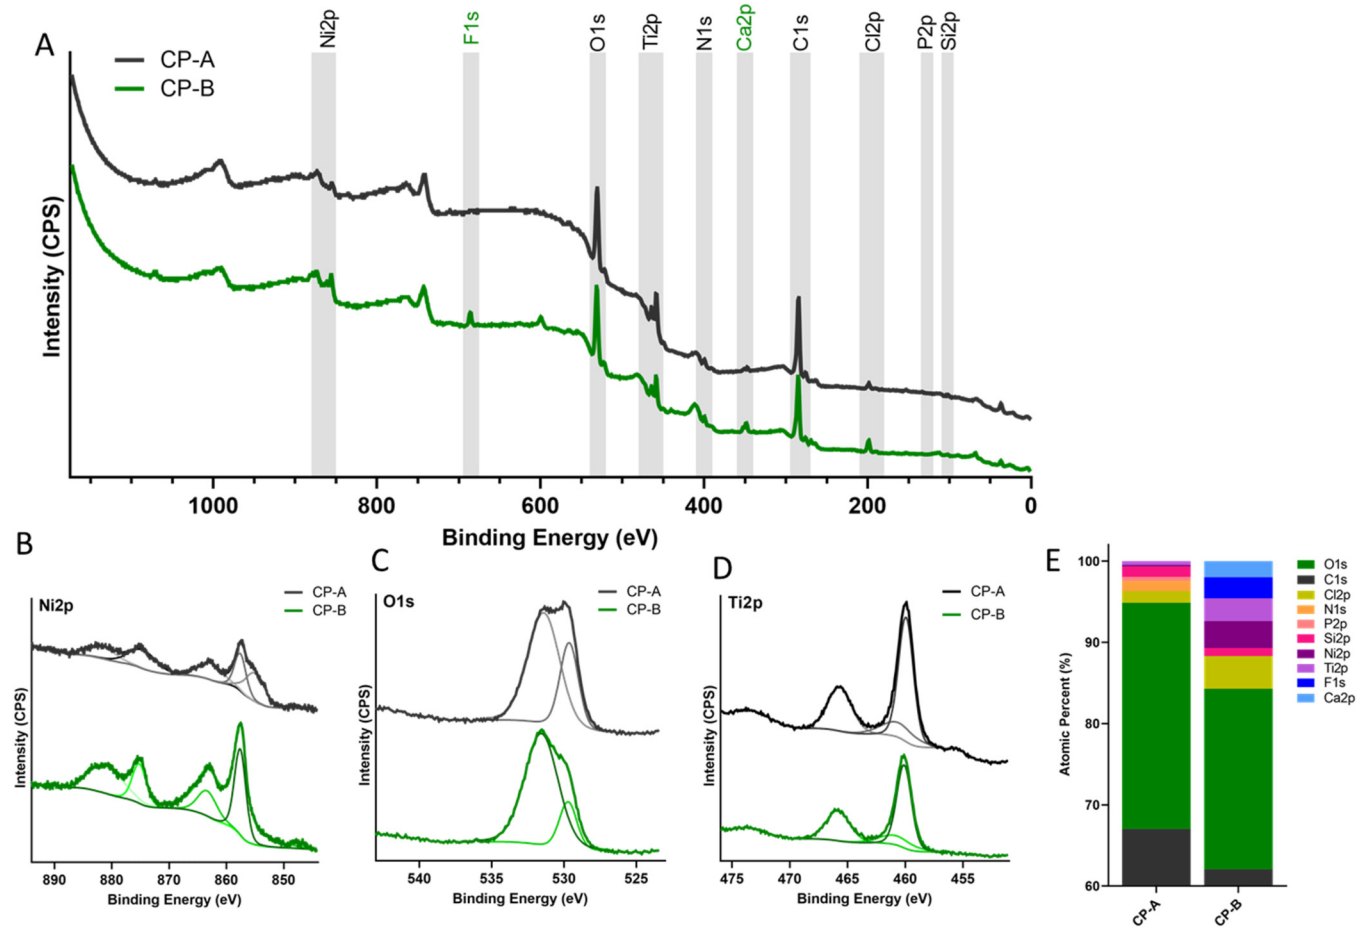 A
CP-A
CP-B
Ni2p
F1s
O1s
Ti2p
N1s
Ca2p
C1s
Cl2p
P2p
Si2p
Intensity (CPS)
1000 800 600 400 200 0
Binding Energy (eV)
B
CP-A
CP-B
Ni2p
Intensity (CPS)
890 880 870 860 850
Binding Energy (eV)
C
CP-A
CP-B
O1s
Intensity (CPS)
540 535 530 525
Binding Energy (eV)
D
CP-A
CP-B
Ti2p
Intensity (CPS)
475 470 465 460 455
Binding Energy (eV)
E
Atomic Percent (%)
100
90
80
70
60
CP-A
CP-B
O1s
C1s
Cl2p
N1s
P2p
Si2p
Ni2p
Ti2p
F1s
Ca2p